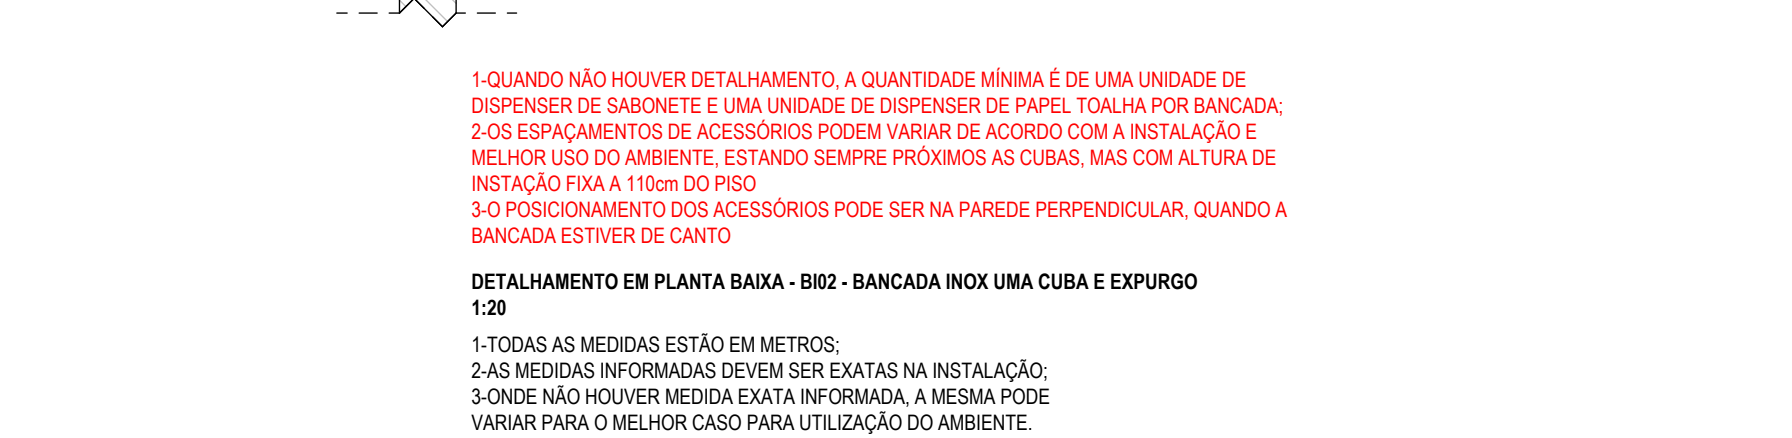 1-QUANDO NÃO HOUVER DETALHAMENTO, A QUANTIDADE MÍNIMA É DE UMA UNIDADE DE
DISPENSER DE SABONETE E UMA UNIDADE DE DISPENSER DE PAPEL TOALHA POR BANCADA;
2-OS ESPAÇAMENTOS DE ACESSÓRIOS PODEM VARIAR DE ACORDO COM A INSTALAÇÃO E
MELHOR USO DO AMBIENTE, ESTANDO SEMPRE PRÓXIMOS AS CUBAS, MAS COM ALTURA DE
INSTAÇÃO FIXA A 110cm DO PISO
3-O POSICIONAMENTO DOS ACESSÓRIOS PODE SER NA PAREDE PERPENDICULAR, QUANDO A
BANCADA ESTIVER DE CANTO
DETALHAMENTO EM PLANTA BAIXA - BI02 - BANCADA INOX UMA CUBA E EXPURGO
1:20
1-TODAS AS MEDIDAS ESTÃO EM METROS;
2-AS MEDIDAS INFORMADAS DEVEM SER EXATAS NA INSTALAÇÃO;
3-ONDE NÃO HOUVER MEDIDA EXATA INFORMADA, A MESMA PODE
VARIAR PARA O MELHOR CASO PARA UTILIZAÇÃO DO AMBIENTE.